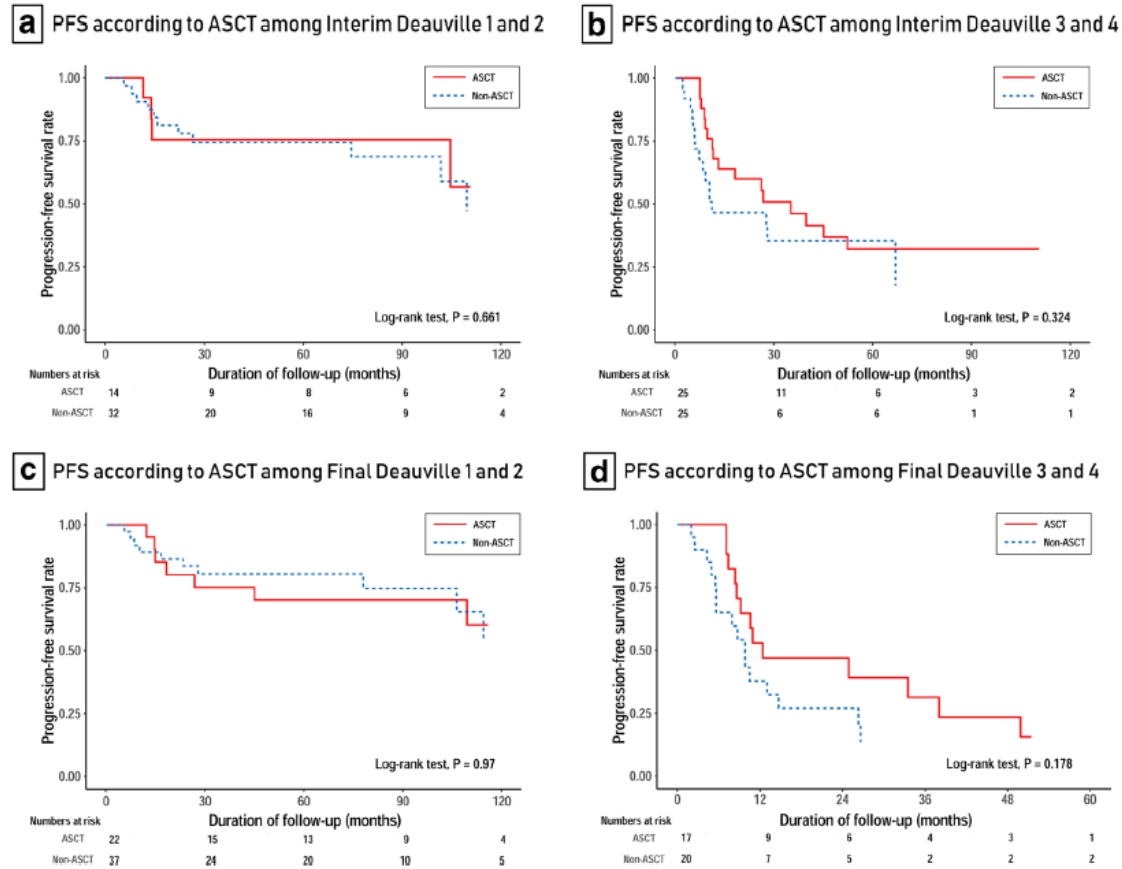 a PFS according to ASCT among Interim Deauville 1 and 2
ASCT
Non-ASCT
Progression-free survival rate
1.00
0.75
0.50
0.25
0.00
Log-rank test, P = 0.661
0 30 60 90 120
Numbers at risk Duration of follow-up (months)
ASCT 14 9 8 6 2
Non-ASCT 32 20 16 9 4
b PFS according to ASCT among Interim Deauville 3 and 4
ASCT
Non-ASCT
Progression-free survival rate
1.00
0.75
0.50
0.25
0.00
Log-rank test, P = 0.324
0 30 60 90 120
Numbers at risk Duration of follow-up (months)
ASCT 25 11 6 3 2
Non-ASCT 25 6 6 1 1
c PFS according to ASCT among Final Deauville 1 and 2
ASCT
Non-ASCT
Progression-free survival rate
1.00
0.75
0.50
0.25
0.00
Log-rank test, P = 0.97
0 30 60 90 120
Numbers at risk Duration of follow-up (months)
ASCT 22 15 13 9 4
Non-ASCT 37 24 20 10 5
d PFS according to ASCT among Final Deauville 3 and 4
ASCT
Non-ASCT
Progression-free survival rate
1.00
0.75
0.50
0.25
0.00
Log-rank test, P = 0.178
0 12 24 36 48 60
Numbers at risk Duration of follow-up (months)
ASCT 17 9 6 4 3 1
Non-ASCT 20 7 5 2 2 2